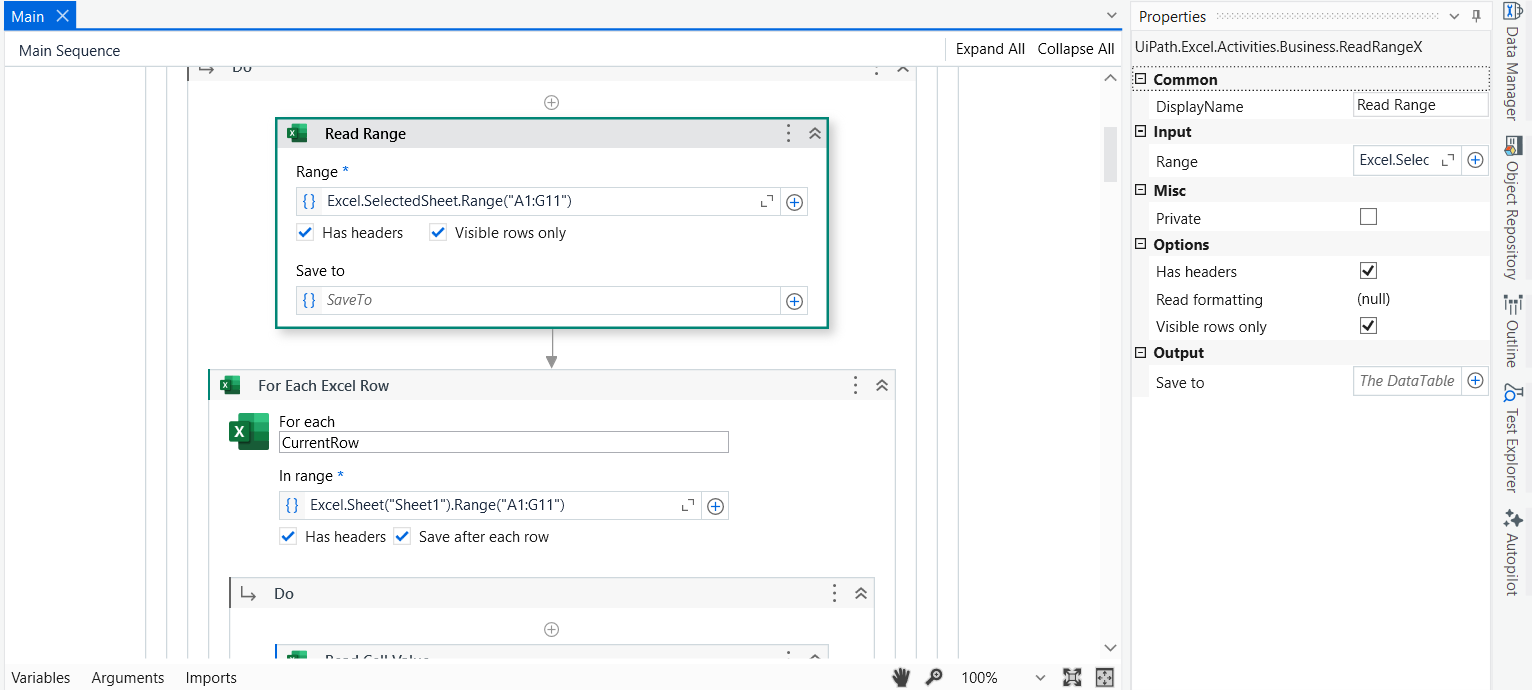 Main
Main Sequence
Expand All Collapse All
Do
Read Range
Range *
Excel.SelectedSheet.Range("A1:G11")
Has headers Visible rows only
Save to
SaveTo
For Each Excel Row
For each
CurrentRow
In range *
Excel.Sheet("Sheet1").Range("A1:G11")
Has headers Save after each row
Do
Read Cell Value
Variables Arguments Imports
100%
Properties
UiPath.Excel.Activities.Business.ReadRangeX
Common
DisplayName Read Range
Input
Range Excel.Selec
Misc
Private
Options
Has headers
Read formatting (null)
Visible rows only
Output
Save to The DataTable
Data Manager
Object Repository
Outline
Test Explorer
Autopilot